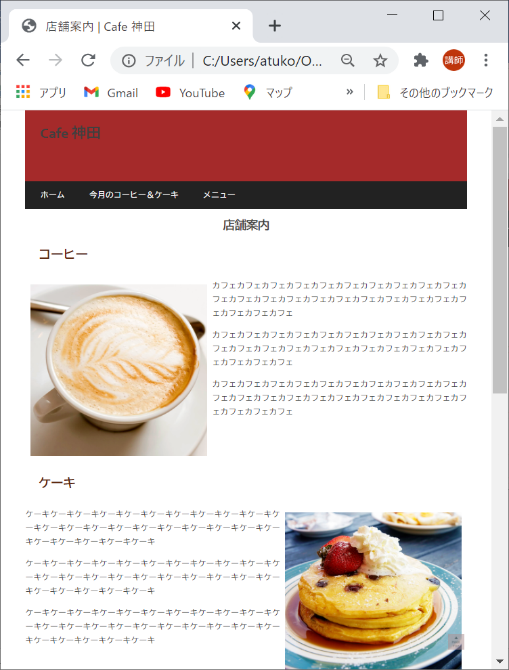 店舗案内 | Cafe 神田
ファイル | C:/Users/atuko/O...
講師
アプリ Gmail YouTube マップ » その他のブックマーク
Cafe 神田
ホーム 今月のコーヒー＆ケーキ メニュー
店舗案内
コーヒー
カフェカフェカフェカフェカフェカフェカフェカフェカフェカフェカ
フェカフェカフェカフェカフェカフェカフェカフェカフェカフェカフ
ェカフェカフェカフェ
カフェカフェカフェカフェカフェカフェカフェカフェカフェカフェカ
フェカフェカフェカフェカフェカフェカフェカフェカフェカフェカフ
ェカフェカフェカフェ
カフェカフェカフェカフェカフェカフェカフェカフェカフェカフェカ
フェカフェカフェカフェカフェカフェカフェカフェカフェカフェカフ
ェカフェカフェカフェ
ケーキ
ケーキケーキケーキケーキケーキケーキケーキケーキケーキケーキケ
ーキケーキケーキケーキケーキケーキケーキケーキケーキケーキケー
キケーキケーキケーキケーキケーキ
ケーキケーキケーキケーキケーキケーキケーキケーキケーキケーキケ
ーキケーキケーキケーキケーキケーキケーキケーキケーキケーキケー
キケーキケーキケーキケーキケーキ
ケーキケーキケーキケーキケーキケーキケーキケーキケーキケーキケ
ーキケーキケーキケーキケーキケーキケーキケーキケーキケーキケー
キケーキケーキケーキケーキケーキ